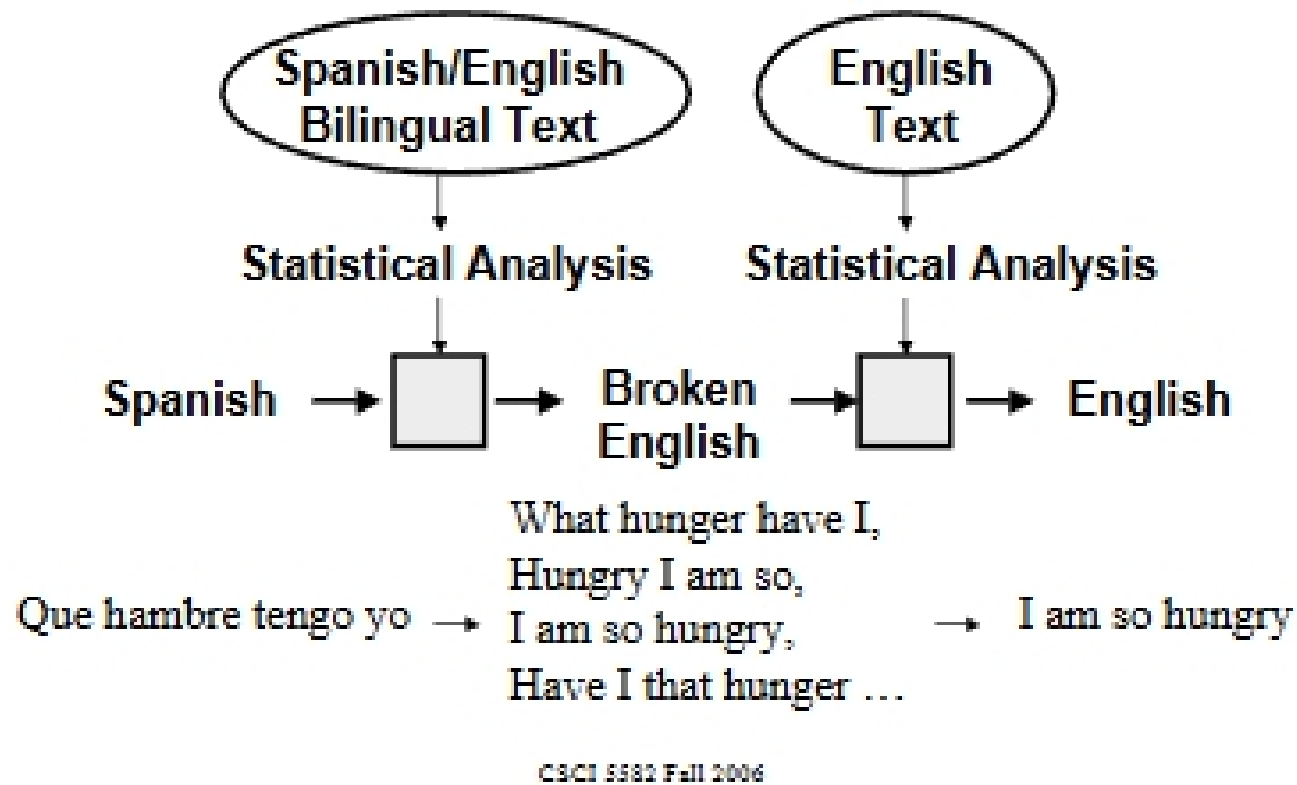 Spanish/English
Bilingual Text
English
Text
Statistical Analysis
Statistical Analysis
Spanish
Broken
English
English
What hunger have I,
Hungry I am so,
Que hambre tengo yo
I am so hungry,
I am so hungry
Have I that hunger ...
CSCI 5582 Fall 2006